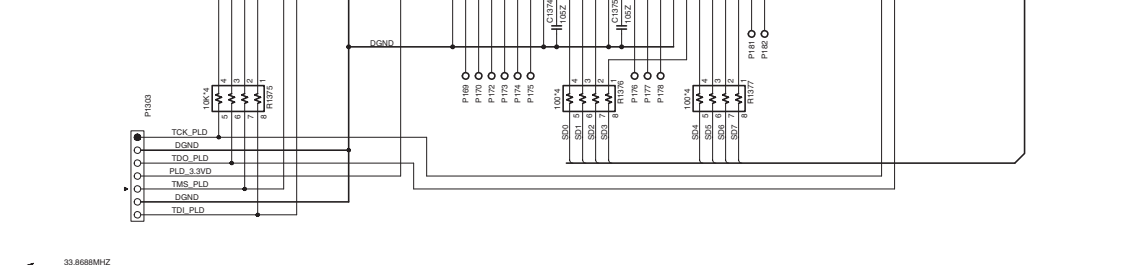 C1374
105Z
C1375
105Z
DGND
P181
P182
4 3 2 1
10K*4
R1375
5 6 7 8
P169
P170
P172
P173
P174
P175
4 3 2 1
100*4
R1376
5 6 7 8
P176
P177
P178
4 3 2 1
100*4
R1377
5 6 7 8
SD0
SD1
SD2
SD3
SD4
SD5
SD6
SD7
P1303
TCK_PLD
DGND
TDO_PLD
PLD_3.3VD
TMS_PLD
DGND
TDI_PLD
33.8688MHZ